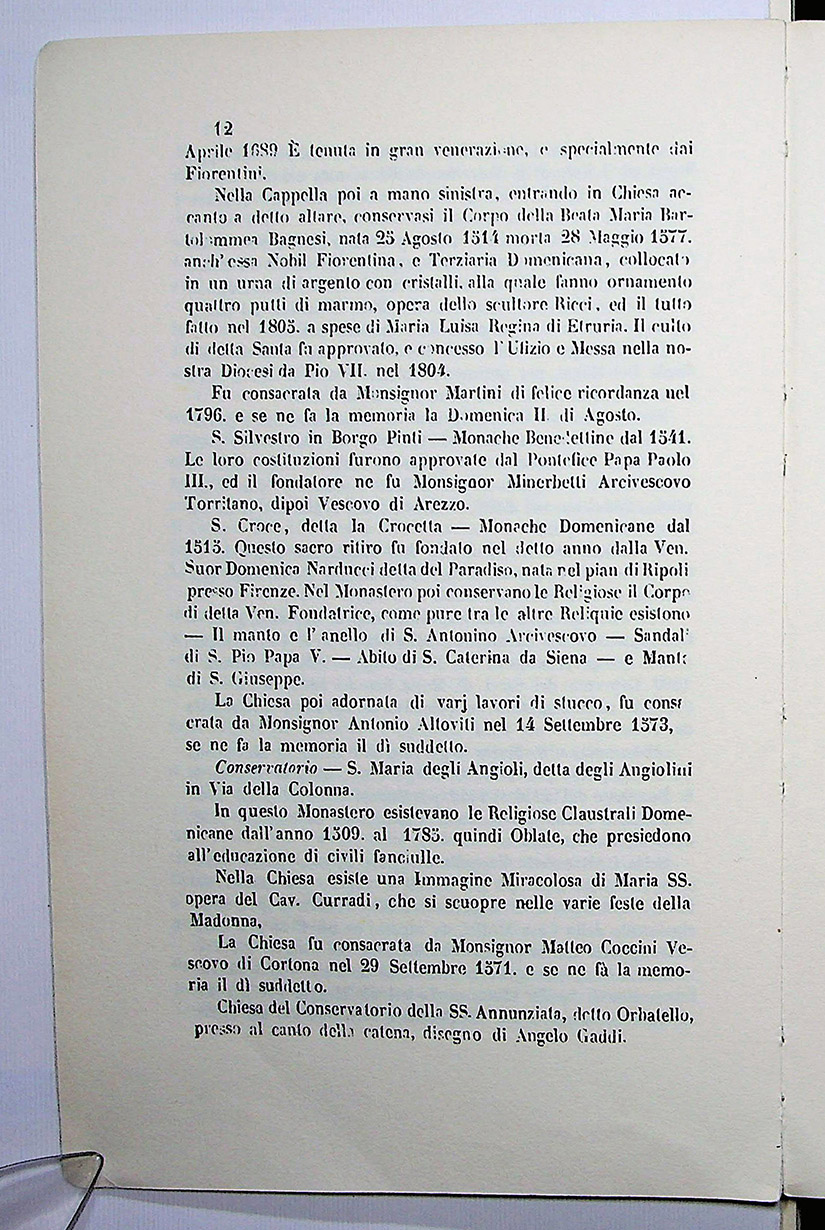 12
Aprile 1689 È tenuta in gran venerazione, e specialmente dai
Fiorentini.
Nella Cappella poi a mano sinistra, entrando in Chiesa ac-
canto a detto altare, conservasi il Corpo della Beata Maria Bar-
tolommea Bagnesi, nata 25 Agosto 1514 morta 28 Maggio 1577.
anch'essa Nobil Fiorentina, e Terziaria Domenicana, collocato
in un urna di argento con cristalli, alla quale fanno ornamento
quattro putti di marmo, opera dello scultore Ricci, ed il tutto
fatto nel 1805. a spese di Maria Luisa Regina di Etruria. Il culto
di detta Santa fu approvato, e concesso l'Ufizio e Messa nella no-
stra Diocesi da Pio VII. nel 1804.
Fu consacrata da Monsignor Martini di felice ricordanza nel
1796. e se ne fa la memoria la Domenica II. di Agosto.
S. Silvestro in Borgo Pinti — Monache Benedettine dal 1541.
Le loro costituzioni furono approvate dal Pontefice Papa Paolo
III., ed il fondatore ne fu Monsignor Minerbetti Arcivescovo
Torritano, dipoi Vescovo di Arezzo.
S. Croce, detta la Crocetta — Monache Domenicane dal
1515. Questo sacro ritiro fu fondato nel detto anno dalla Ven.
Suor Domenica Narducci detta del Paradiso, nata nel pian di Ripoli
presso Firenze. Nel Monastero poi conservano le Religiose il Corpo
di detta Ven. Fondatrice, come pure tra le altre Reliquie esistono
— Il manto e l'anello di S. Antonino Arcivescovo — Sandali
di S. Pio Papa V. — Abito di S. Caterina da Siena — e Mant
di S. Giuseppe.
La Chiesa poi adornata di varj lavori di stucco, fu consa
crata da Monsignor Antonio Altoviti nel 14 Settembre 1573,
se ne fa la memoria il dì suddetto.
Conservatorio — S. Maria degli Angioli, detta degli Angiolini
in Via della Colonna.
In questo Monastero esistevano le Religiose Claustrali Dome-
nicane dall'anno 1509. al 1785. quindi Oblate, che presiedono
all'educazione di civili fanciulle.
Nella Chiesa esiste una Immagine Miracolosa di Maria SS.
opera del Cav. Curradi, che si scuopre nelle varie feste della
Madonna,
La Chiesa fu consacrata da Monsignor Matteo Coccini Ve-
scovo di Cortona nel 29 Settembre 1571. e se ne fà la memo-
ria il dì suddetto.
Chiesa del Conservatorio della SS. Annunziata, detto Orbatello,
presso al canto della catena, disegno di Angelo Gaddi.